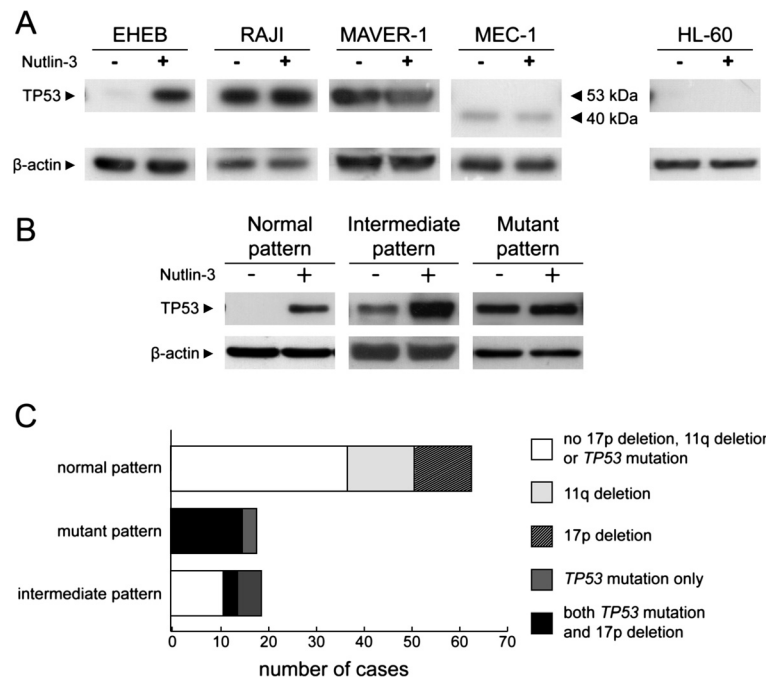 A
EHEB RAJI MAVER-1 MEC-1 HL-60
Nutlin-3 - + - + - + - + - +
TP53 ► ◄ 53 kDa
◄ 40 kDa
β-actin ►
B
Normal pattern
Intermediate pattern
Mutant pattern
Nutlin-3 - + - + - +
TP53 ►
β-actin ►
C
normal pattern
mutant pattern
intermediate pattern
0 10 20 30 40 50 60 70
number of cases
no 17p deletion, 11q deletion
or TP53 mutation
11q deletion
17p deletion
TP53 mutation only
both TP53 mutation
and 17p deletion